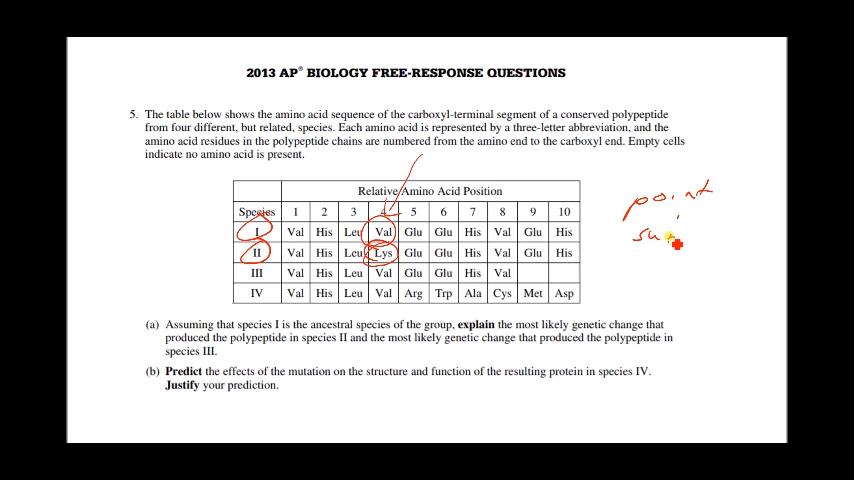 2013 AP® BIOLOGY FREE-RESPONSE QUESTIONS
5. The table below shows the amino acid sequence of the carboxyl-terminal segment of a conserved polypeptide
from four different, but related, species. Each amino acid is represented by a three-letter abbreviation, and the
amino acid residues in the polypeptide chains are numbered from the amino end to the carboxyl end. Empty cells
indicate no amino acid is present.
Relative Amino Acid Position
Species 1 2 3 4 5 6 7 8 9 10
I Val His Leu Val Glu Glu His Val Glu His
II Val His Leu Lys Glu Glu His Val Glu His
III Val His Leu Val Glu Glu His Val
IV Val His Leu Val Arg Trp Ala Cys Met Asp
point
(a) Assuming that species I is the ancestral species of the group, explain the most likely genetic change that
produced the polypeptide in species II and the most likely genetic change that produced the polypeptide in
species III.
(b) Predict the effects of the mutation on the structure and function of the resulting protein in species IV.
Justify your prediction.